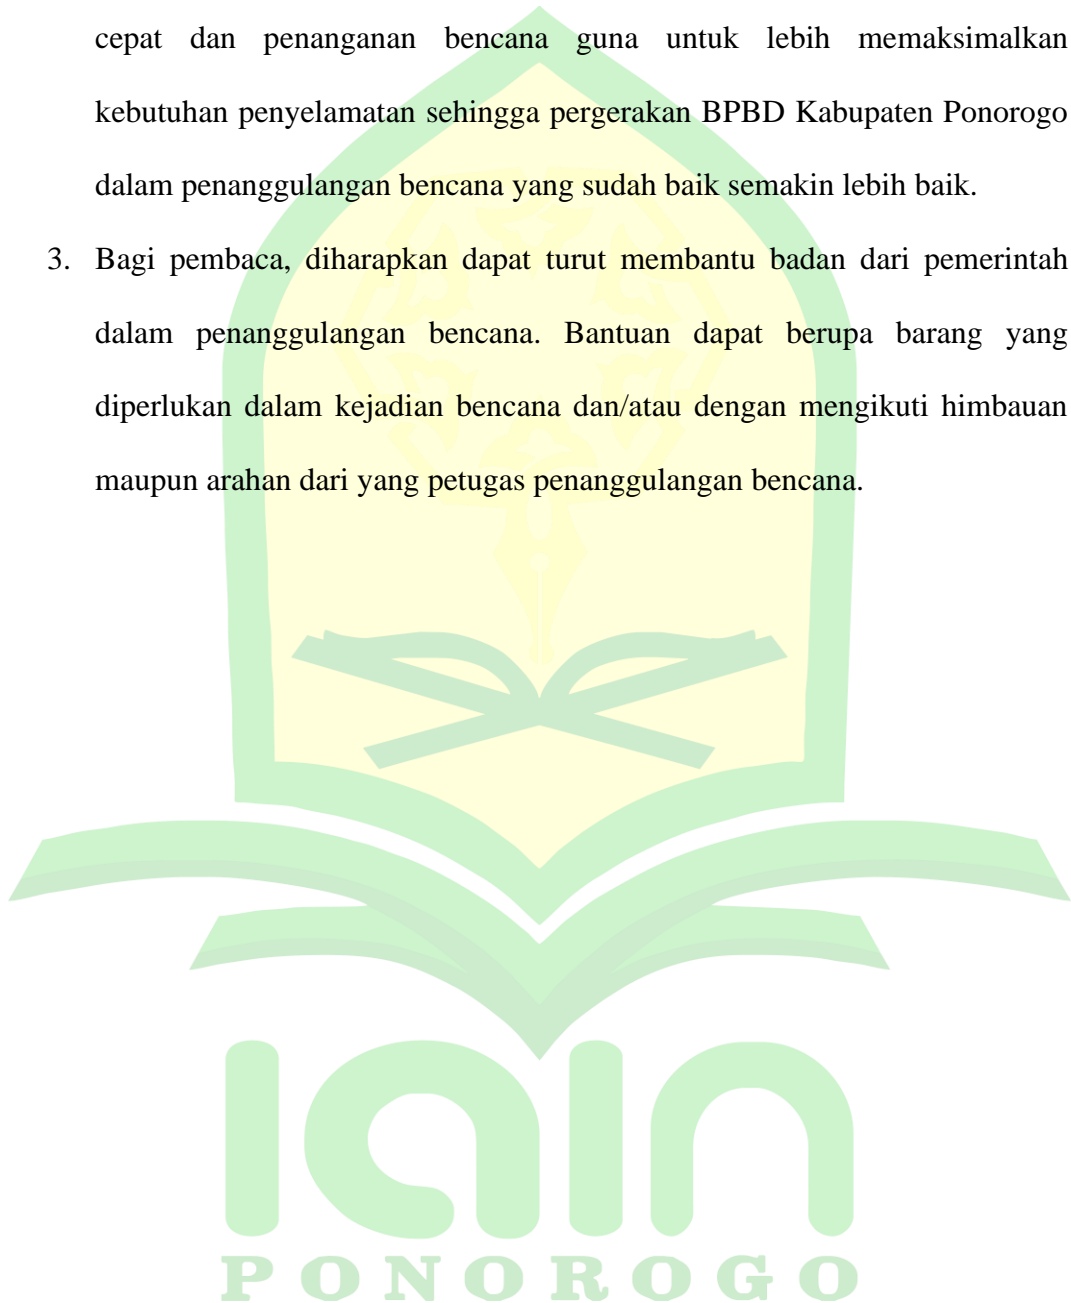 cepat dan penanganan bencana guna untuk lebih memaksimalkan
kebutuhan penyelamatan sehingga pergerakan BPBD Kabupaten Ponorogo
dalam penanggulangan bencana yang sudah baik semakin lebih baik.
3. Bagi pembaca, diharapkan dapat turut membantu badan dari pemerintah
dalam penanggulangan bencana. Bantuan dapat berupa barang yang
diperlukan dalam kejadian bencana dan/atau dengan mengikuti himbauan
maupun arahan dari yang petugas penanggulangan bencana.
iain
PONOROGO